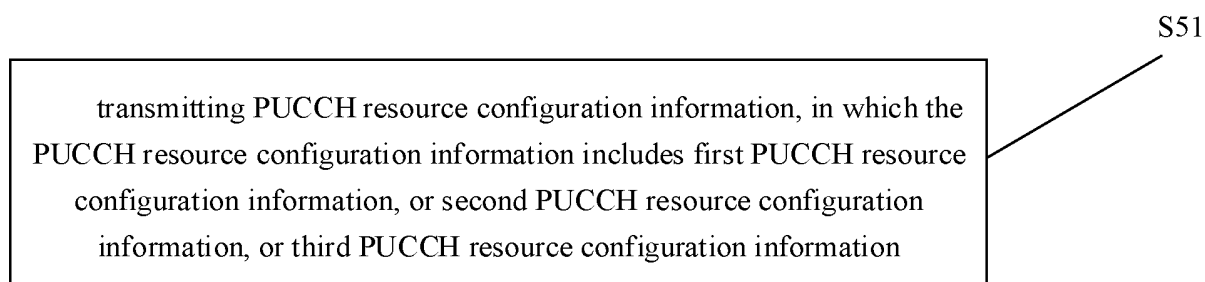 S51
transmitting PUCCH resource configuration information, in which the
PUCCH resource configuration information includes first PUCCH resource
configuration information, or second PUCCH resource configuration
information, or third PUCCH resource configuration information